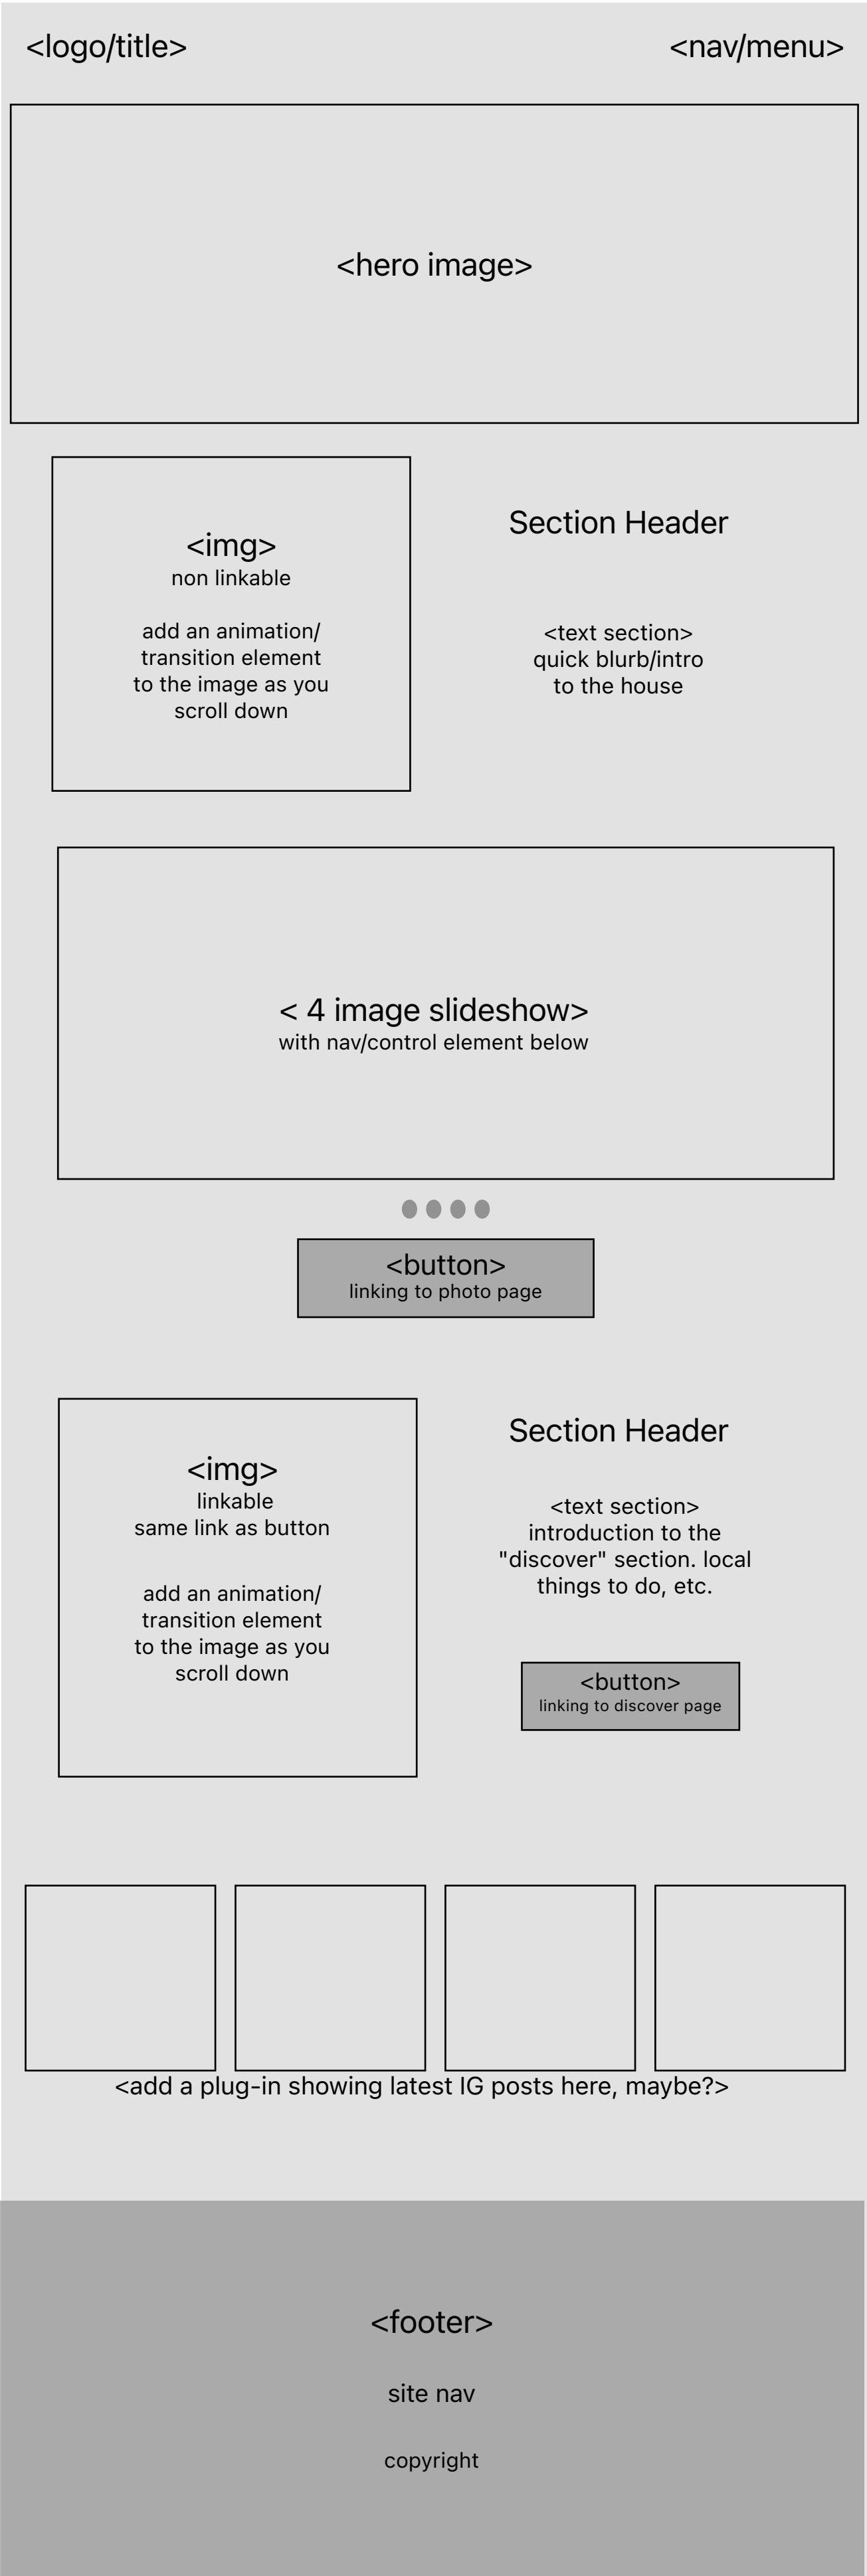 <logo/title>
<nav/menu>
<hero image>
<img>
non linkable
add an animation/
transition element
to the image as you
scroll down
Section Header
<text section>
quick blurb/intro
to the house
< 4 image slideshow>
with nav/control element below
<button>
linking to photo page
<img>
linkable
same link as button
add an animation/
transition element
to the image as you
scroll down
Section Header
<text section>
introduction to the
"discover" section. local
things to do, etc.
<button>
linking to discover page
<add a plug-in showing latest IG posts here, maybe?>
<footer>
site nav
copyright